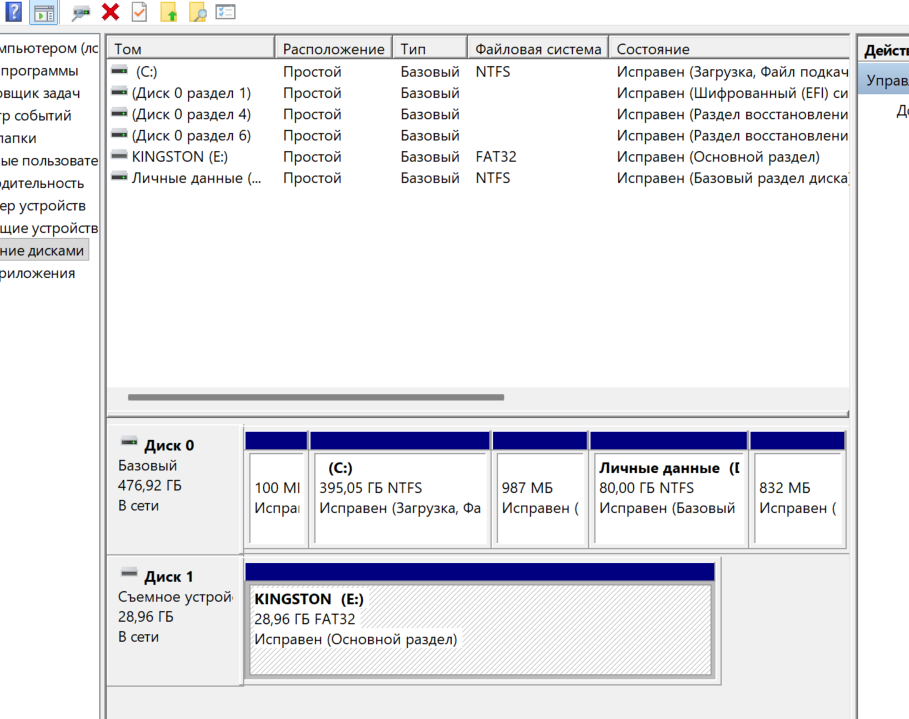 мпьютером (лс
программы
овщик задач
тр событий
папки
ые пользовате
одительность
ер устройств
щие устройств
ние дисками
риложения
Том Расположение Тип Файловая система Состояние
(C:) Простой Базовый NTFS Исправен (Загрузка, Файл подкач
(Диск 0 раздел 1) Простой Базовый Исправен (Шифрованный (EFI) си
(Диск 0 раздел 4) Простой Базовый Исправен (Раздел восстановлени
(Диск 0 раздел 6) Простой Базовый Исправен (Раздел восстановлени
KINGSTON (E:) Простой Базовый FAT32 Исправен (Основной раздел)
Личные данные (... Простой Базовый NTFS Исправен (Базовый раздел диска)
Дейст
Управ
До
Диск 0
Базовый
476,92 ГБ
В сети
100 МІ
Исправ
(C:)
395,05 ГБ NTFS
Исправен (Загрузка, Фа
987 МБ
Исправен (
Личные данные (D
80,00 ГБ NTFS
Исправен (Базовый
832 МБ
Исправен (
Диск 1
Съемное устрой
28,96 ГБ
В сети
KINGSTON (E:)
28,96 ГБ FAT32
Исправен (Основной раздел)